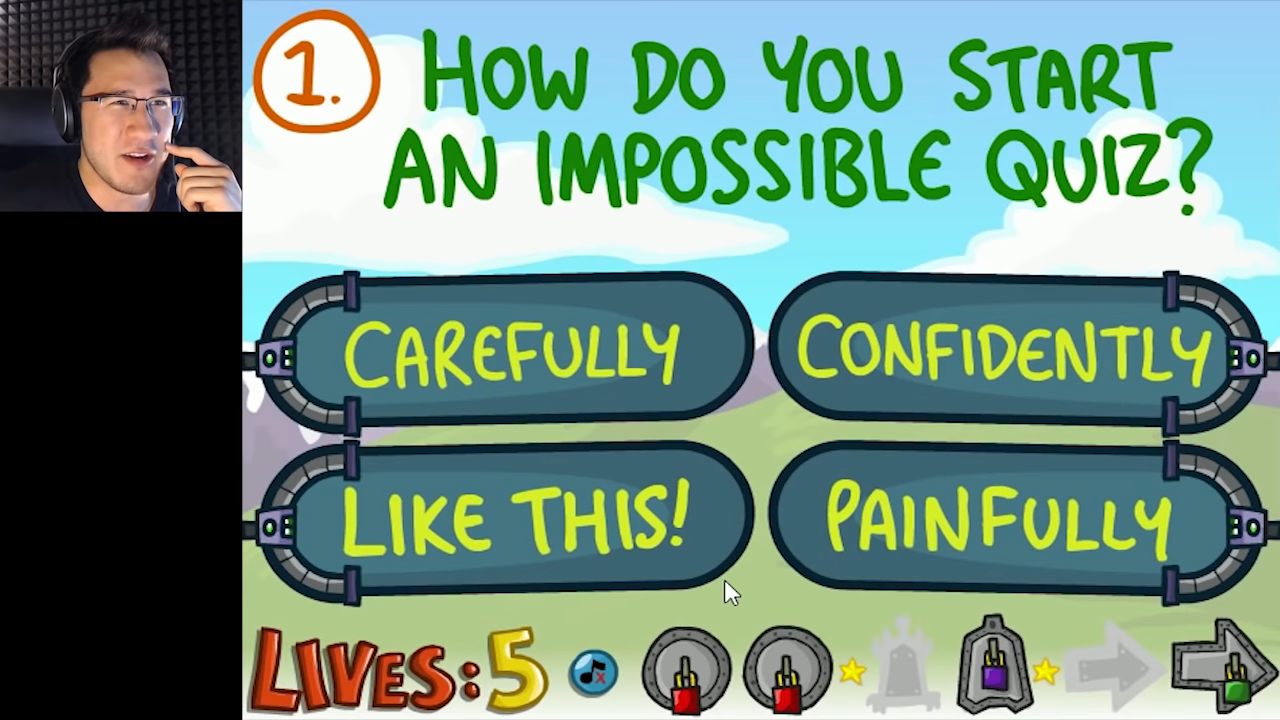 1. HOW DO YOU START
AN IMPOSSIBLE QUIZ?
CAREFULLY
CONFIDENTLY
LIKE THIS!
PAINFULLY
LIVES: 5